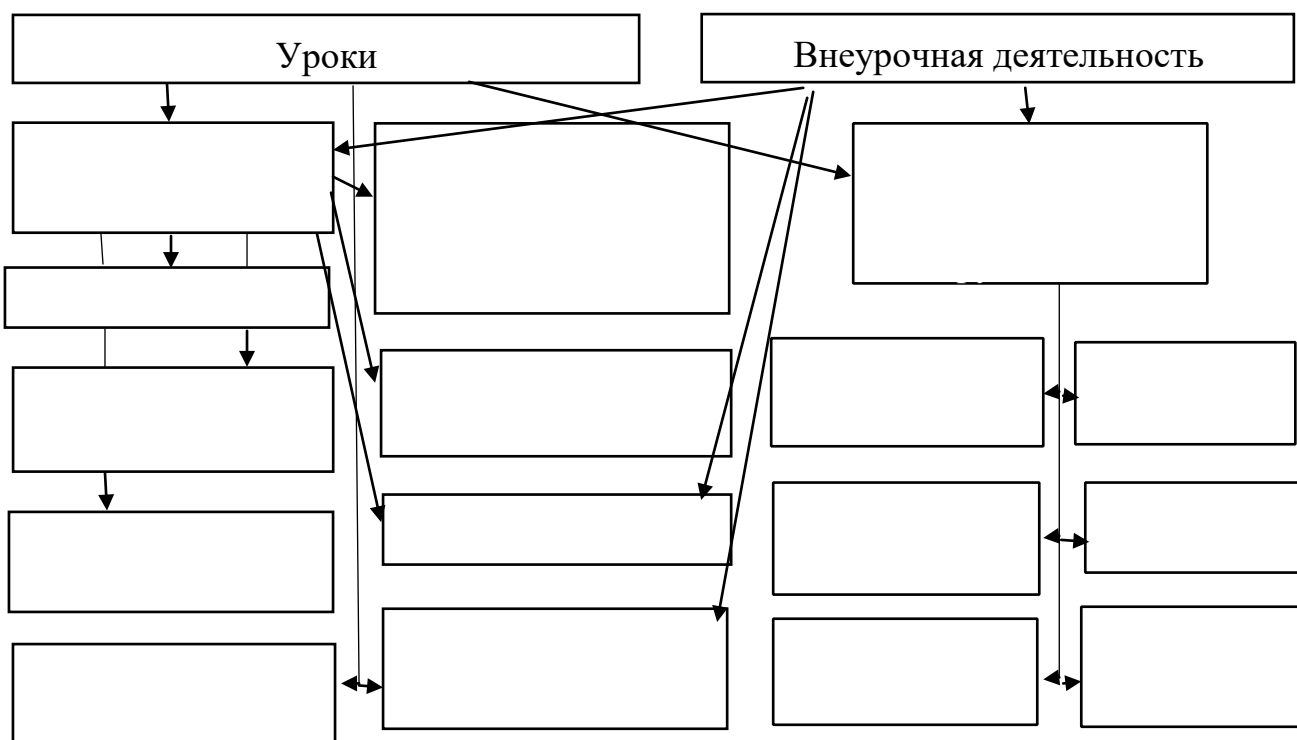 Уроки
Внеурочная деятельность